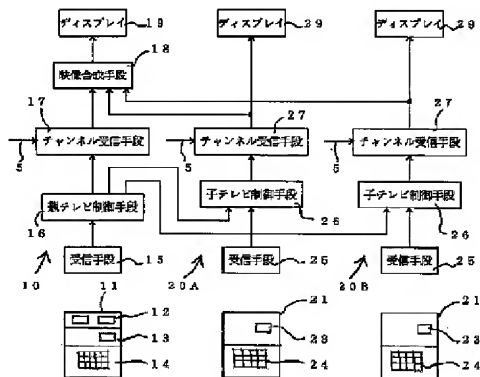 ディスプレイ 19 ディスプレイ 29 ディスプレイ 29
18
映像合成手段
17 27 27
チャンネル受信手段 チャンネル受信手段 チャンネル受信手段
5 5 5
親テレビ制御手段 子テレビ制御手段 子テレビ制御手段
16 26 26
受信手段 15 受信手段 25 受信手段 25
10 20A 20B
11 21 21
12
13 23 23
14 24 24